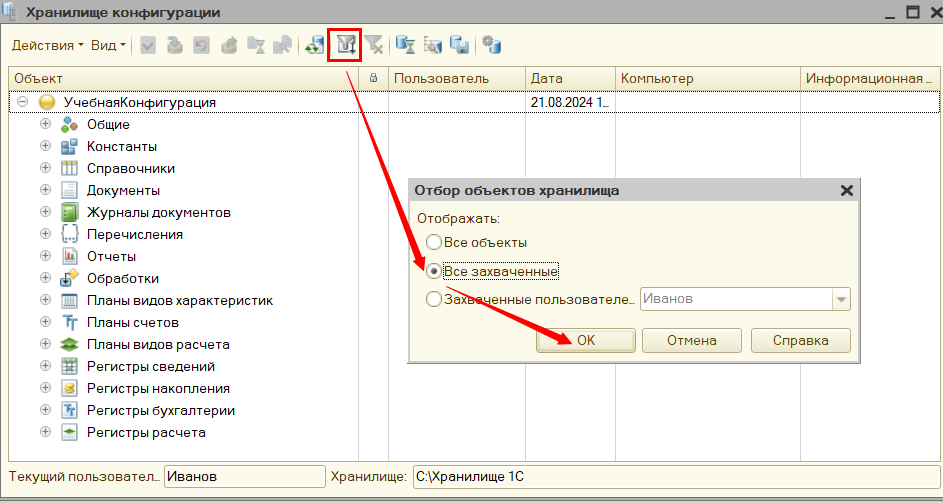 Хранилище конфигурации
Действия Вид
Объект Пользователь Дата Компьютер Информационная ...
УчебнаяКонфигурация 21.08.2024 1...
Общие
Константы
Справочники
Документы
Журналы документов
Перечисления
Отчеты
Обработки
Планы видов характеристик
Планы счетов
Планы видов расчета
Регистры сведений
Регистры накопления
Регистры бухгалтерии
Регистры расчета
Отбор объектов хранилища
Отображать:
Все объекты
Все захваченные
Захваченные пользователе... Иванов
OK Отмена Справка
Текущий пользовател... Иванов Хранилище: C:\Хранилище 1С